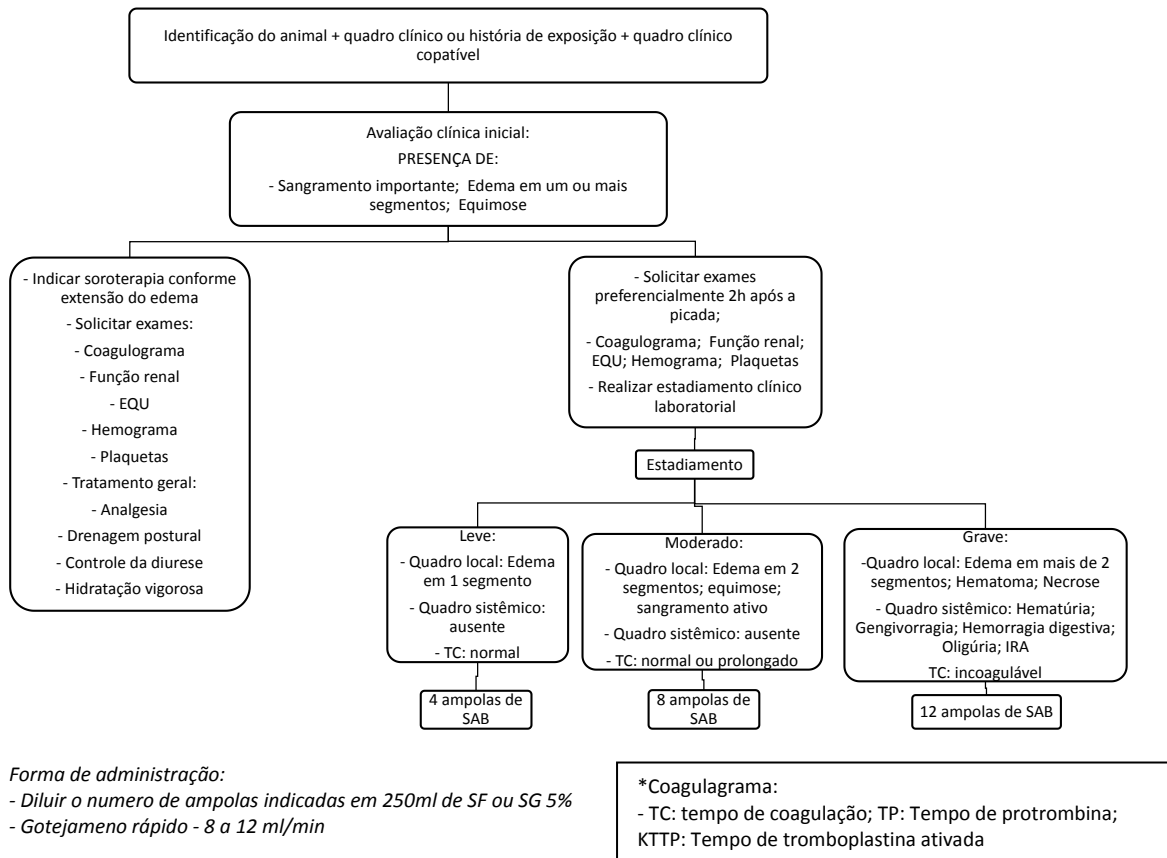 Identificação do animal + quadro clínico ou história de exposição + quadro clínico
copatível
Avaliação clínica inicial:
PRESENÇA DE:
- Sangramento importante; Edema em um ou mais
segmentos; Equimose
- Indicar soroterapia conforme
extensão do edema
- Solicitar exames:
- Coagulograma
- Função renal
- EQU
- Hemograma
- Plaquetas
- Tratamento geral:
- Analgesia
- Drenagem postural
- Controle da diurese
- Hidratação vigorosa
- Solicitar exames
preferencialmente 2h após a
picada;
- Coagulograma; Função renal;
EQU; Hemograma; Plaquetas
- Realizar estadiamento clínico
laboratorial
Estadiamento
Leve:
- Quadro local: Edema
em 1 segmento
- Quadro sistêmico:
ausente
- TC: normal
4 ampolas de
SAB
Moderado:
- Quadro local: Edema em 2
segmentos; equimose;
sangramento ativo
- Quadro sistêmico: ausente
- TC: normal ou prolongado
8 ampolas de
SAB
Grave:
-Quadro local: Edema em mais de 2
segmentos; Hematoma; Necrose
- Quadro sistêmico: Hematúria;
Gengivorragia; Hemorragia digestiva;
Oligúria; IRA
TC: incoagulável
12 ampolas de SAB
Forma de administração:
- Diluir o numero de ampolas indicadas em 250ml de SF ou SG 5%
- Gotejameno rápido - 8 a 12 ml/min
*Coagulagrama:
- TC: tempo de coagulação; TP: Tempo de protrombina;
KTTP: Tempo de tromboplastina ativada